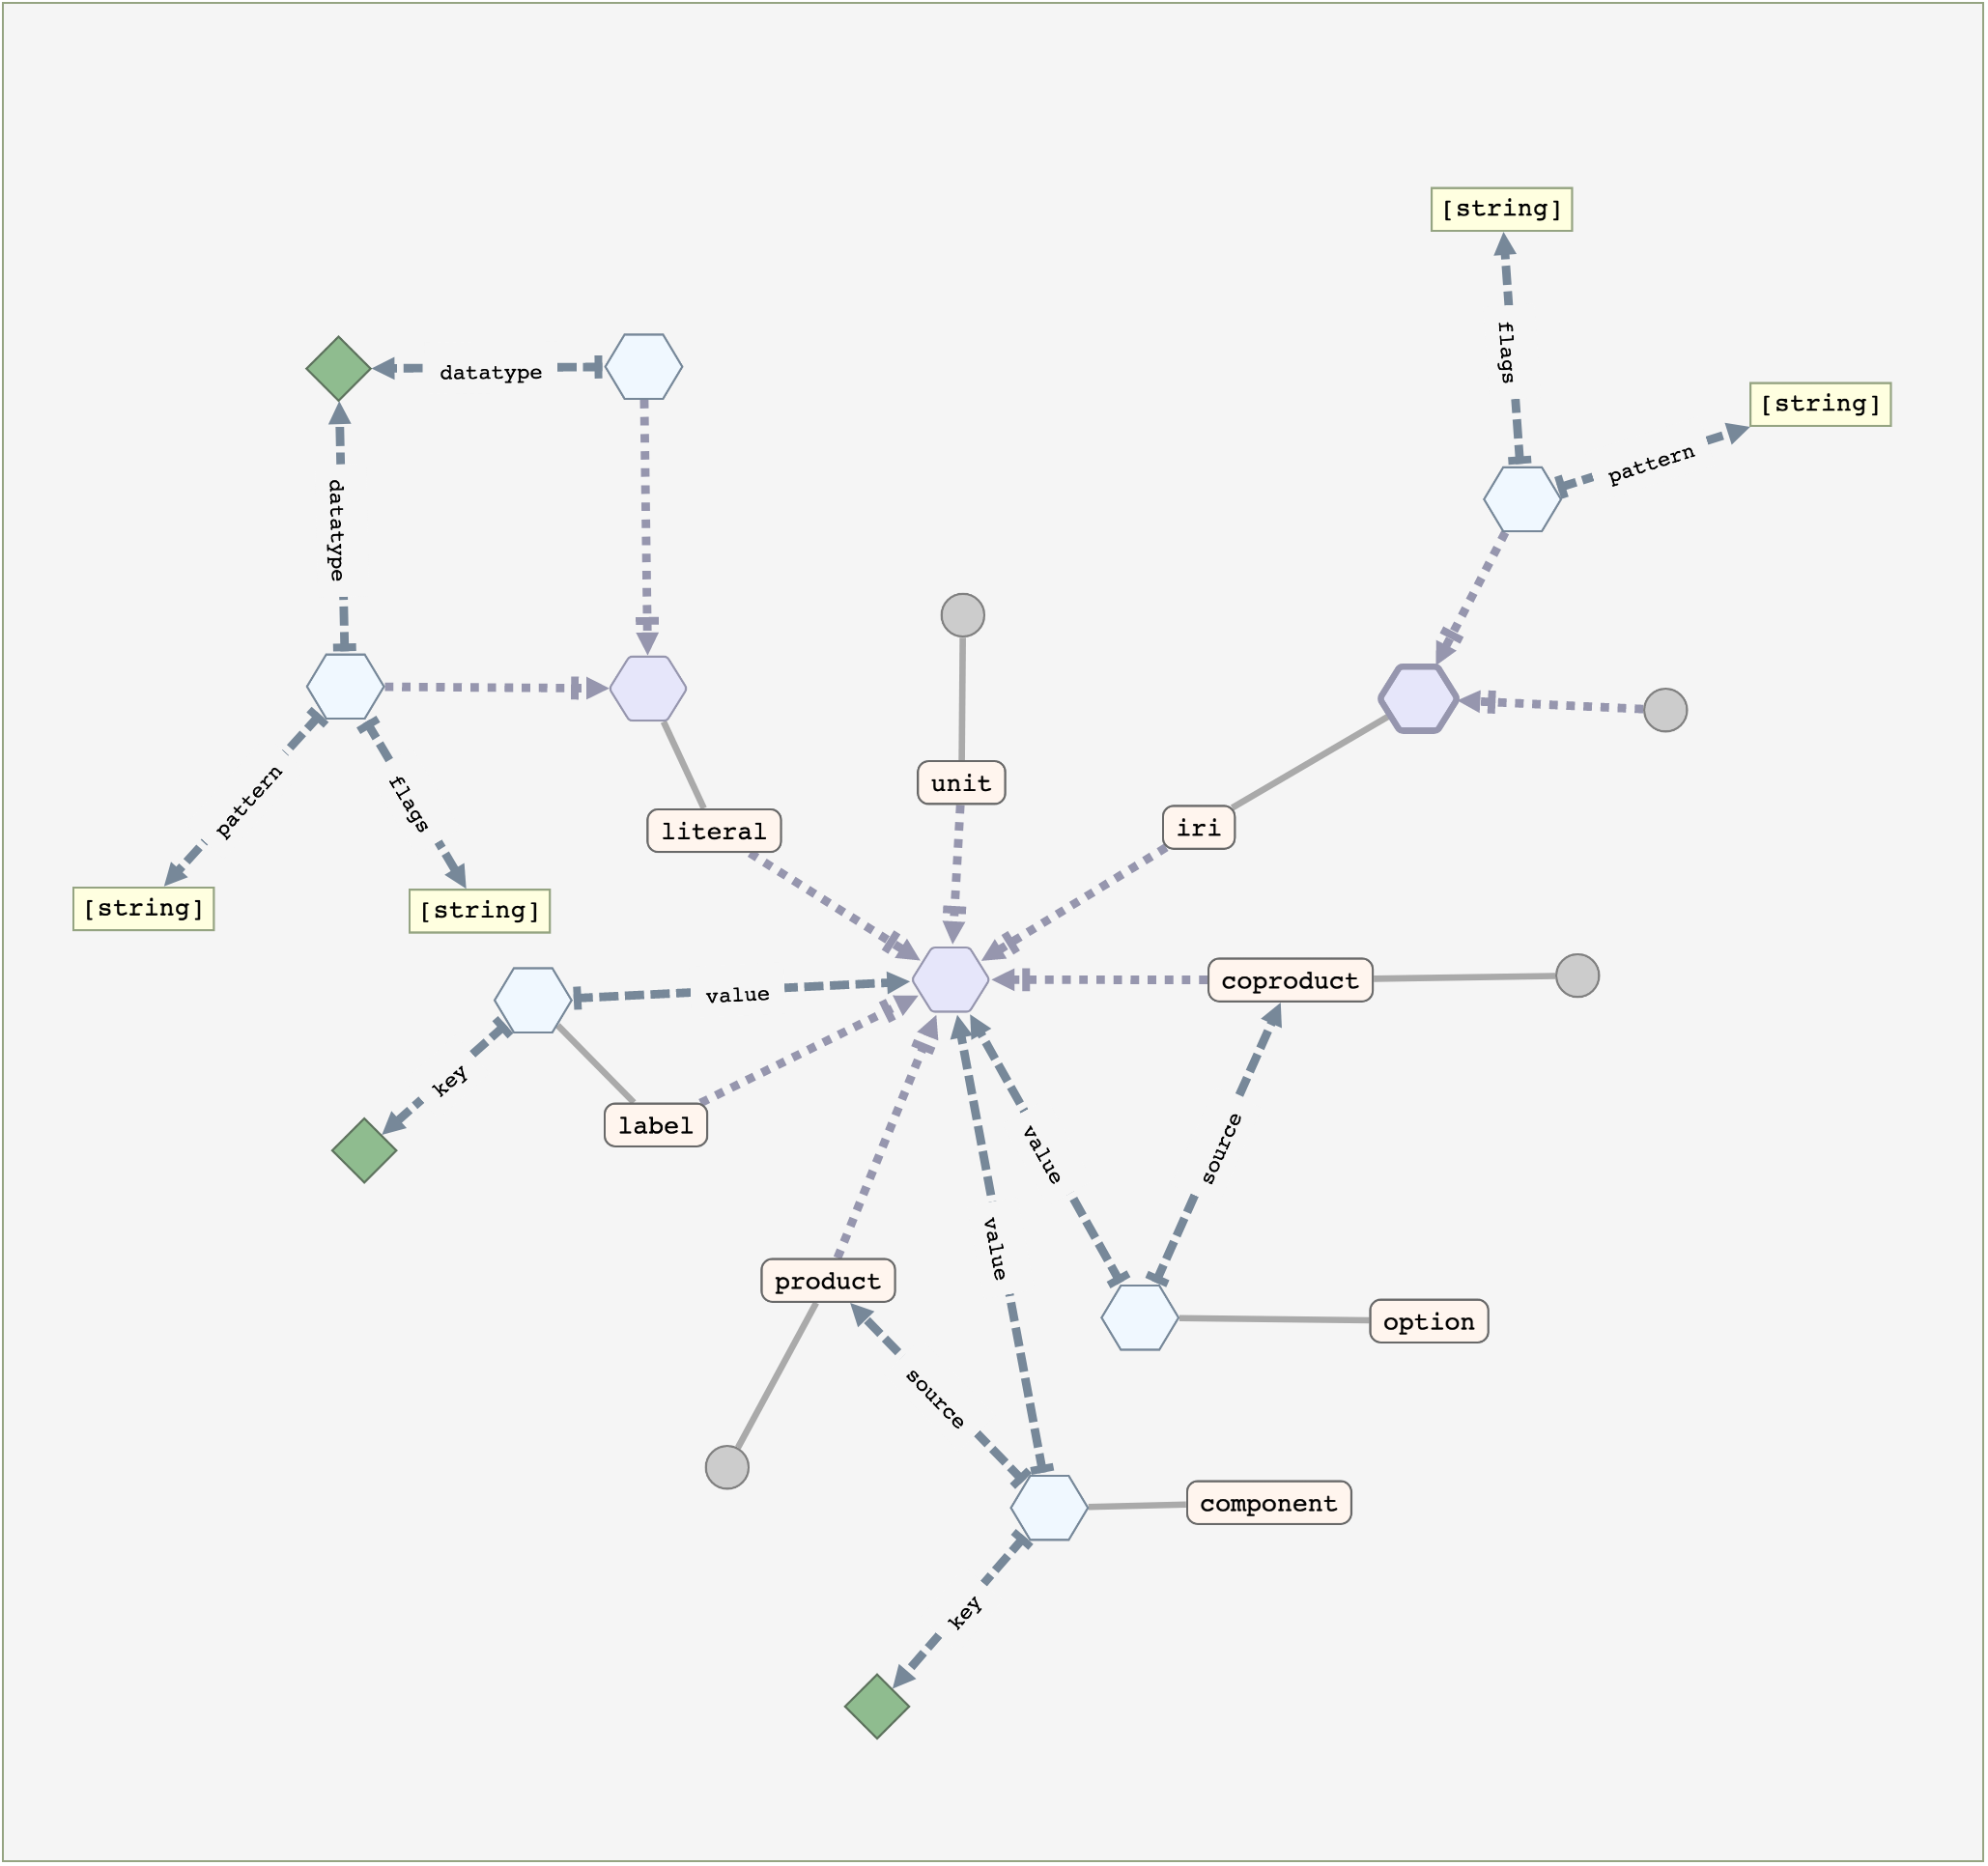 [string]
flags
datatype
[string]
pattern
datatype
unit
pattern
flags
literal
iri
[string]
[string]
value
coproduct
key
label
value
source
value
product
option
source
component
key